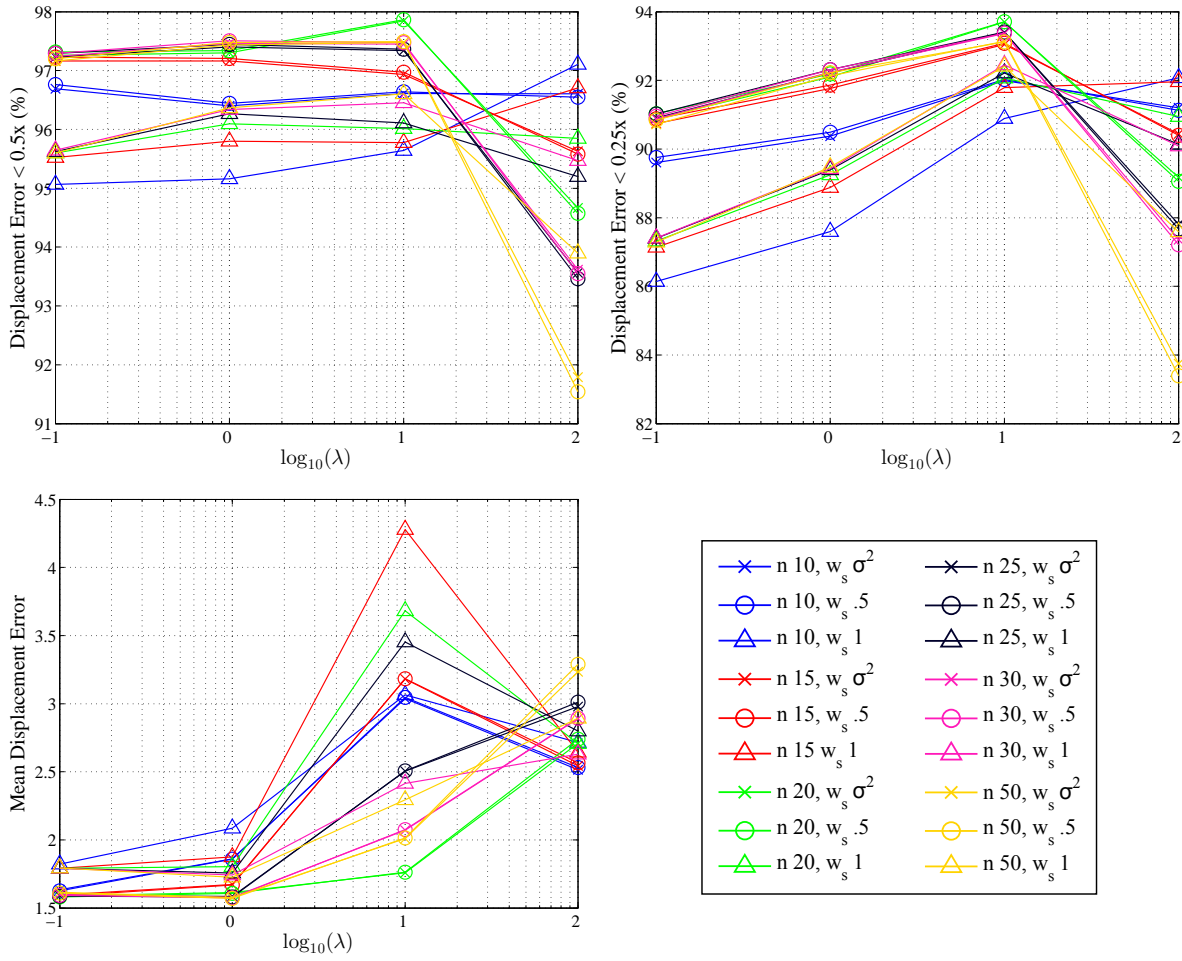 98
97
96
95
94
93
92
91
−1
0
1
2
log10(λ)
Displacement Error < 0.5x (%)
94
92
90
88
86
84
82
−1
0
1
2
log10(λ)
Displacement Error < 0.25x (%)
4.5
4
3.5
3
2.5
2
1.5
−1
0
1
2
log10(λ)
Mean Displacement Error
n 10, ws σ2
n 10, ws .5
n 10, ws 1
n 15, ws σ2
n 15, ws .5
n 15 ws 1
n 20, ws σ2
n 20, ws .5
n 20, ws 1
n 25, ws σ2
n 25, ws .5
n 25, ws 1
n 30, ws σ2
n 30, ws .5
n 30, ws 1
n 50, ws σ2
n 50, ws .5
n 50, ws 1